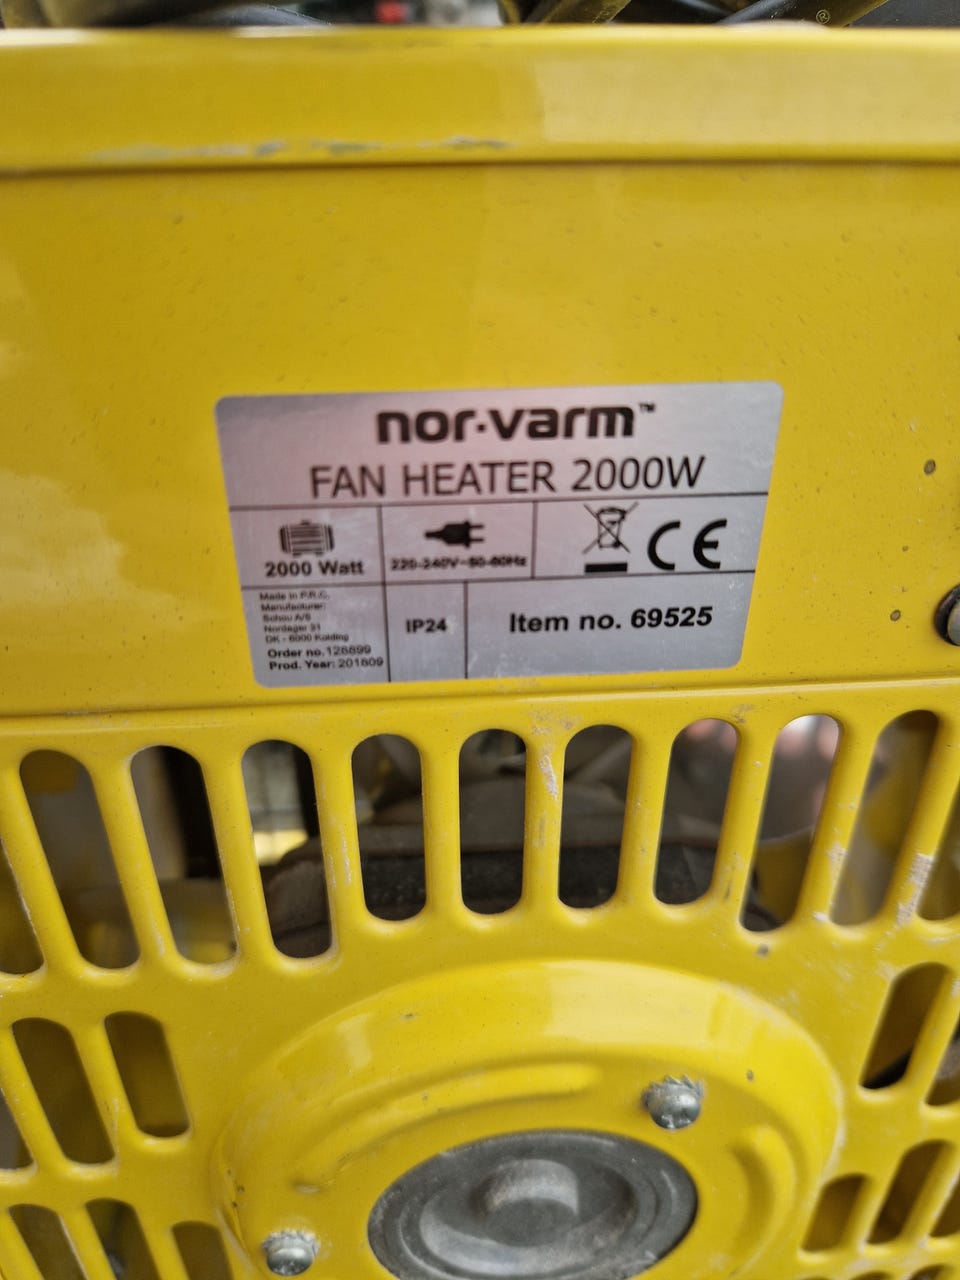 ®
nor·varm™
FAN HEATER 2000W
2000 Watt
220-240V~50-60Hz
CE
Made in P.R.C.
Manufacturer:
Schou A/S
Nordager 31
DK - 6000 Kolding
Order no. 128899
Prod. Year: 201809
IP24
Item no. 69525